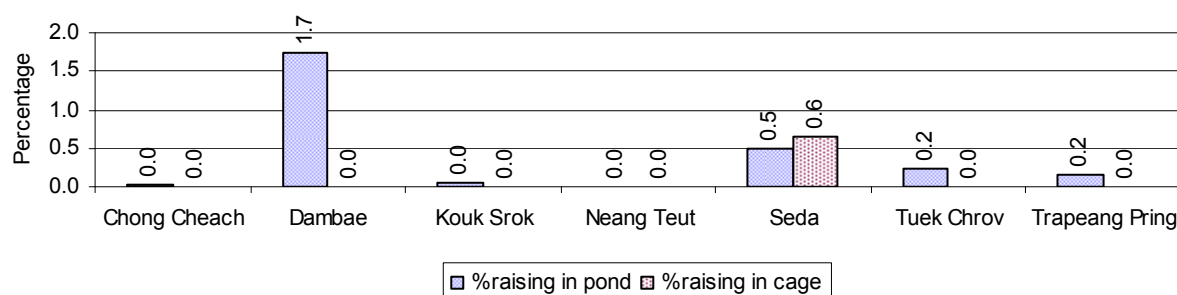 Percentage
2.0
1.5
1.0
0.5
0.0
0.0 0.0 1.7 0.0 0.0 0.0 0.0 0.0 0.5 0.6 0.2 0.0 0.2 0.0
Chong Cheach Dambae Kouk Srok Neang Teut Seda Tuek Chrov Trapeang Pring
%raising in pond %raising in cage